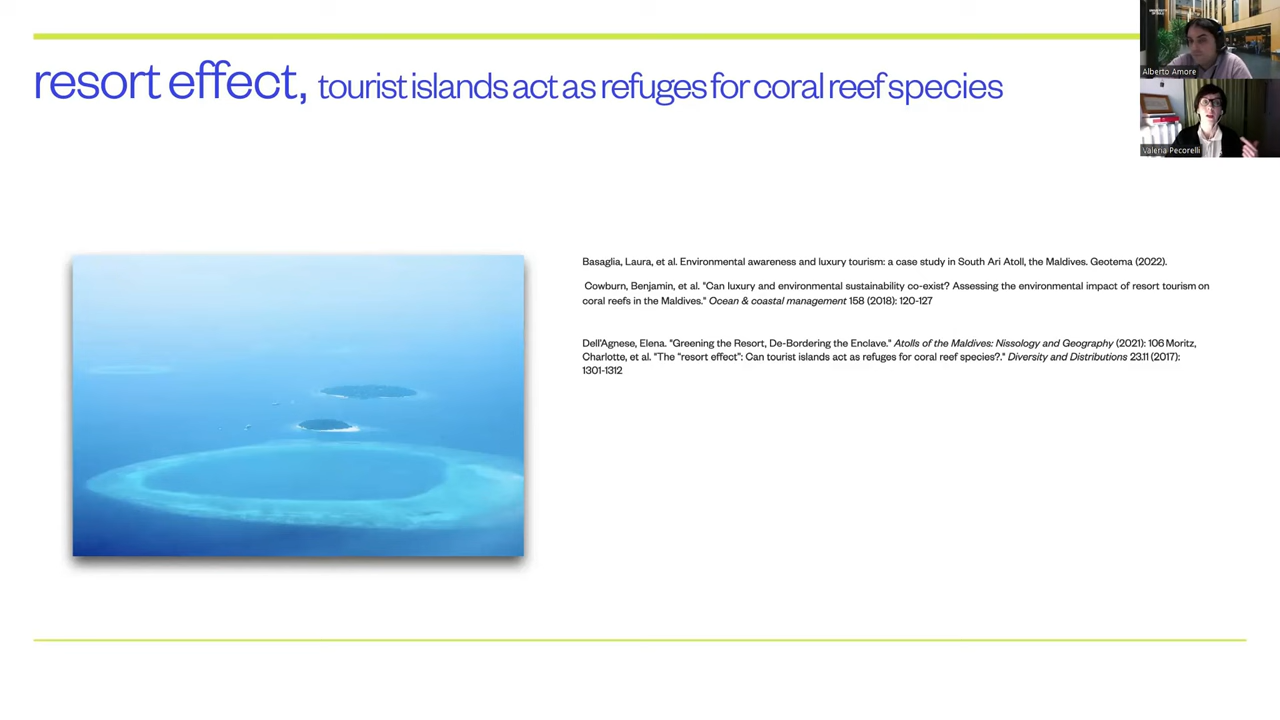 resort effect, tourist islands act as refuges for coral reef species
Alberto Amore
Valeria Pecorelli
Basaglia, Laura, et al. Environmental awareness and luxury tourism: a case study in South Ari Atoll, the Maldives. Geotema (2022).
Cowburn, Benjamin, et al. "Can luxury and environmental sustainability co-exist? Assessing the environmental impact of resort tourism on
coral reefs in the Maldives." Ocean & coastal management 158 (2018): 120-127
Dell'Agnese, Elena. "Greening the Resort, De-Bordering the Enclave." Atolls of the Maldives: Nissology and Geography (2021): 106 Moritz,
Charlotte, et al. "The "resort effect": Can tourist islands act as refuges for coral reef species?." Diversity and Distributions 23.11 (2017):
1301-1312